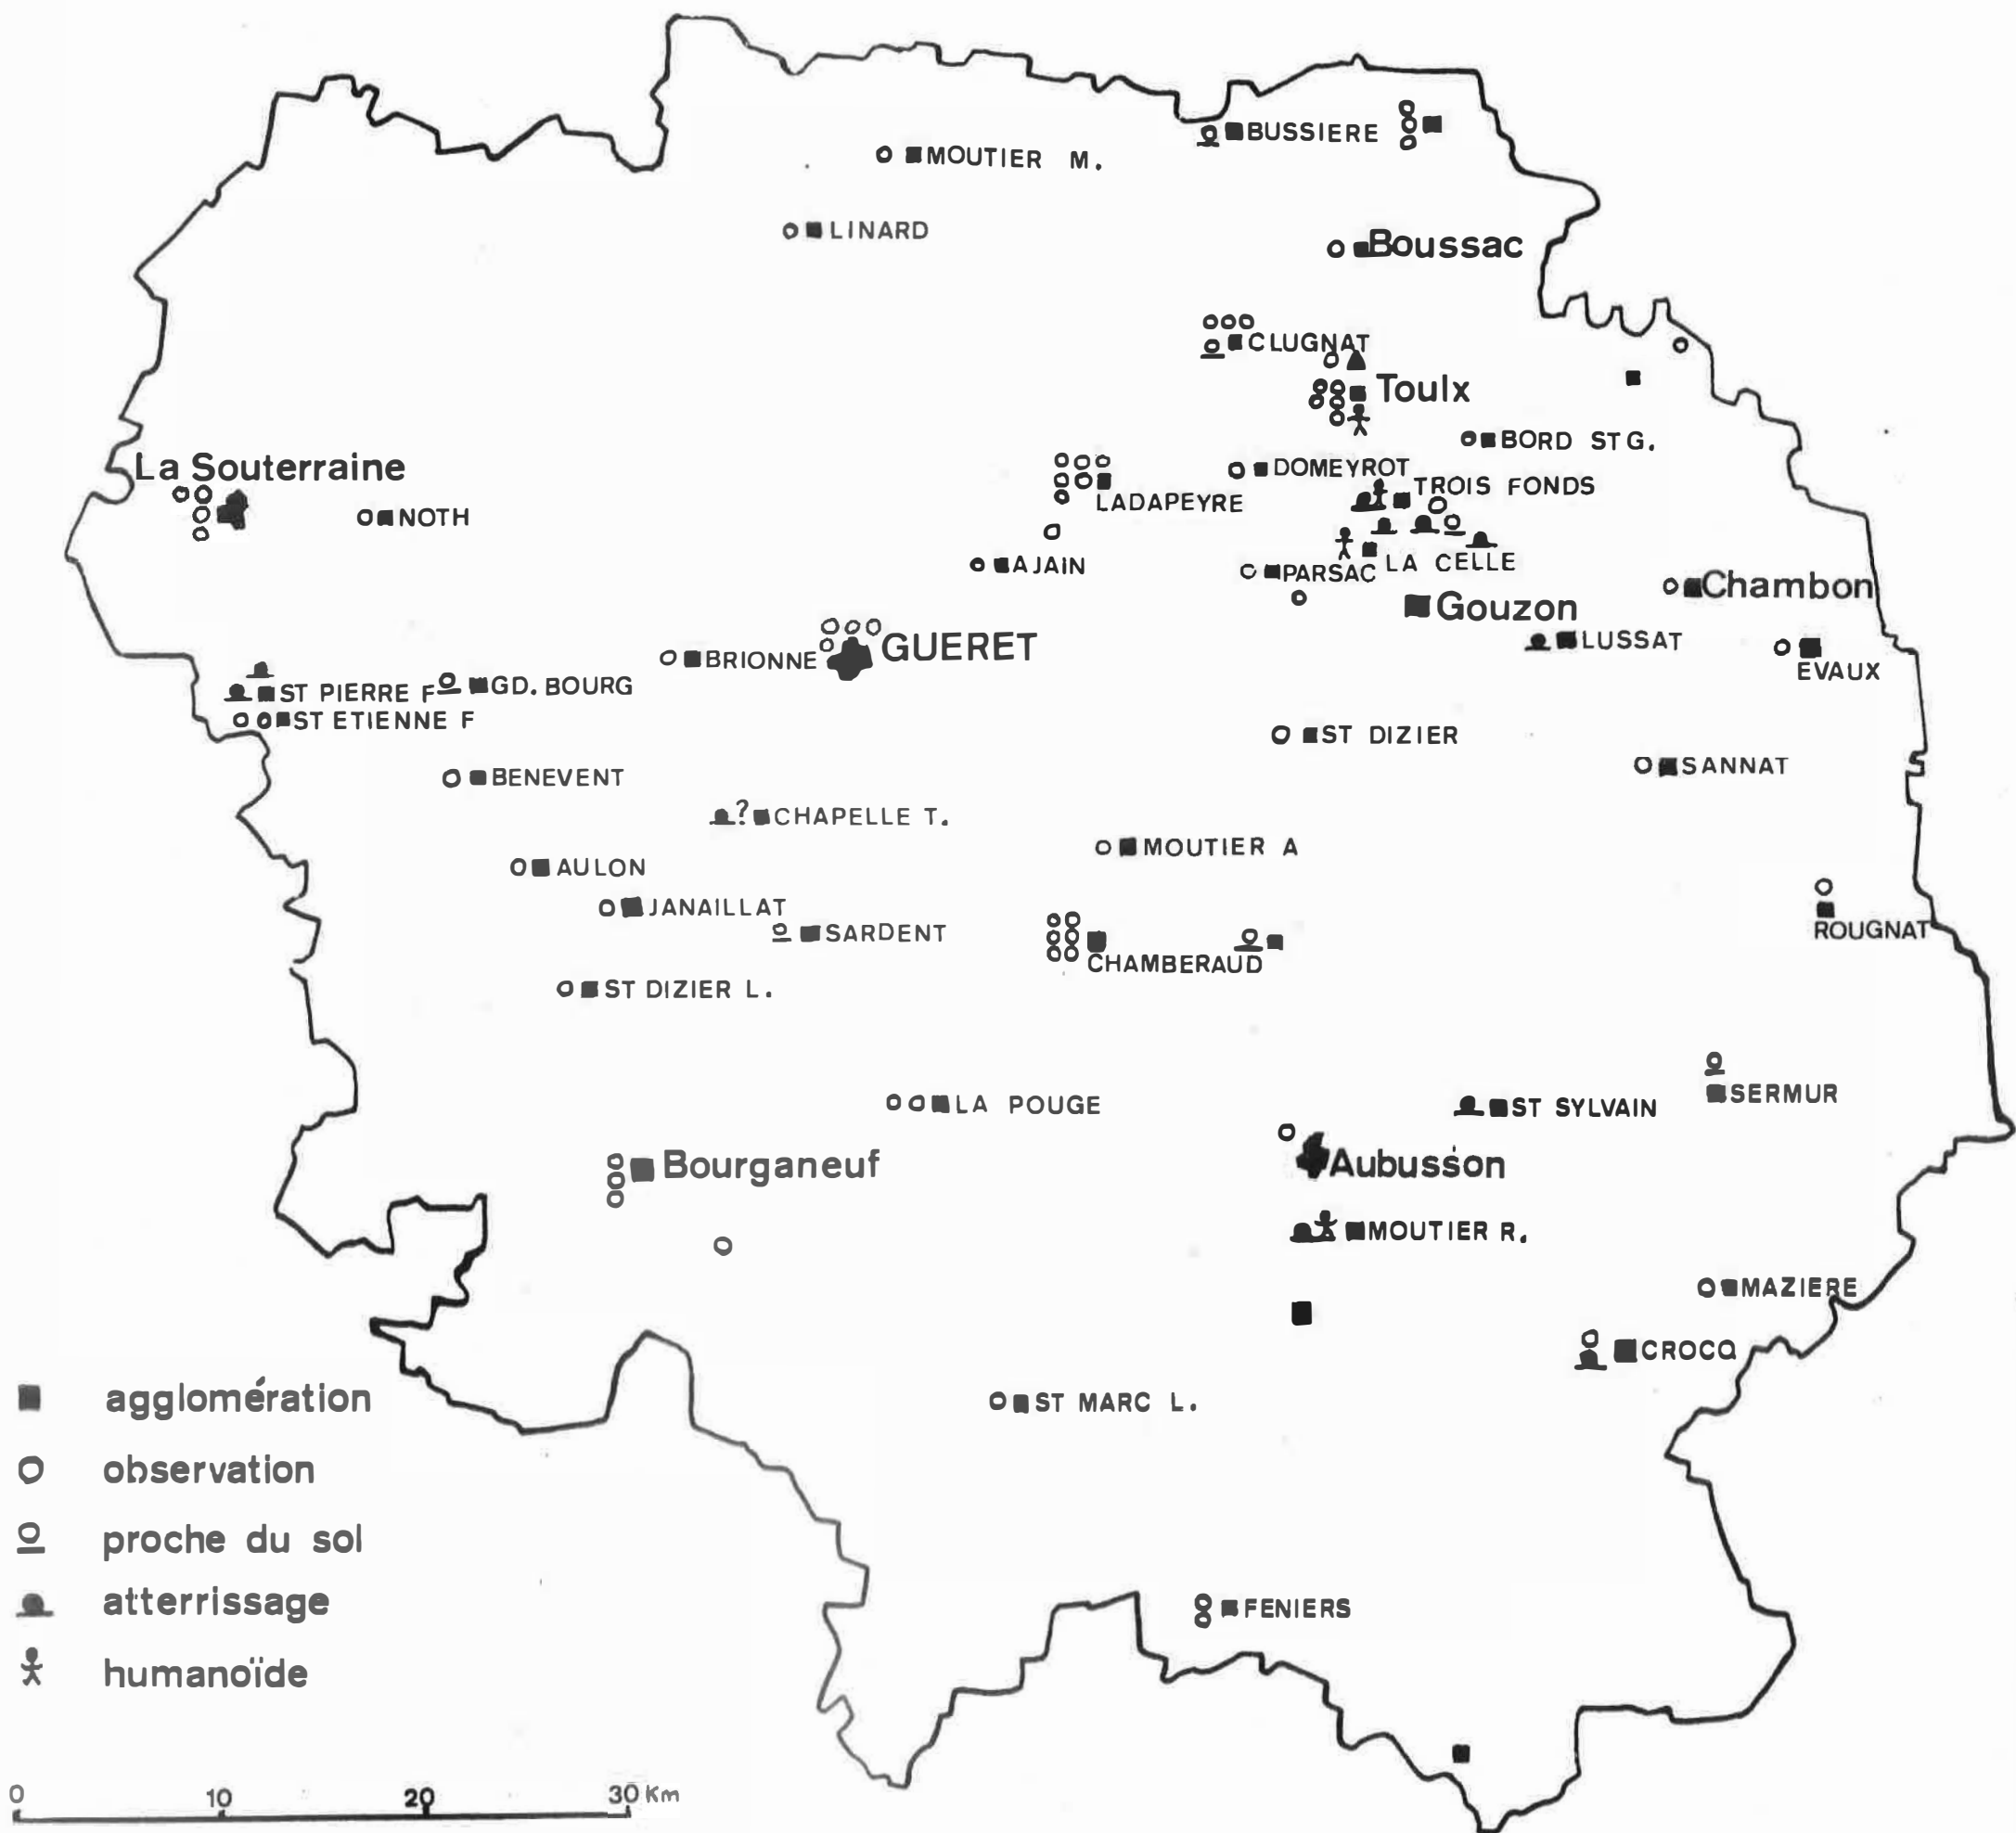 BUSSIERE
MOUTIER M.
LINARD
Boussac
CLUGNAT
Toulx
BORD ST G.
La Souterraine
DOMEYROT
TROIS FONDS
LADAPEYRE
NOTH
AJAIN
PARSAC
LA CELLE
Chambon
Gouzon
LUSSAT
GUERET
BRIONNE
EVAUX
ST PIERRE F
GD. BOURG
ST ETIENNE F
ST DIZIER
SANNAT
BENEVENT
? CHAPELLE T.
MOUTIER A
AULON
JANAILLAT
SARDENT
ROUGNAT
CHAMBERAUD
ST DIZIER L.
SERMUR
LA POUGE
ST SYLVAIN
Bourganeuf
Aubusson
MOUTIER R.
MAZIERE
CROCQ
ST MARC L.
FENIERS
agglomération
observation
proche du sol
atterrissage
humanoïde
0 10 20 30 Km